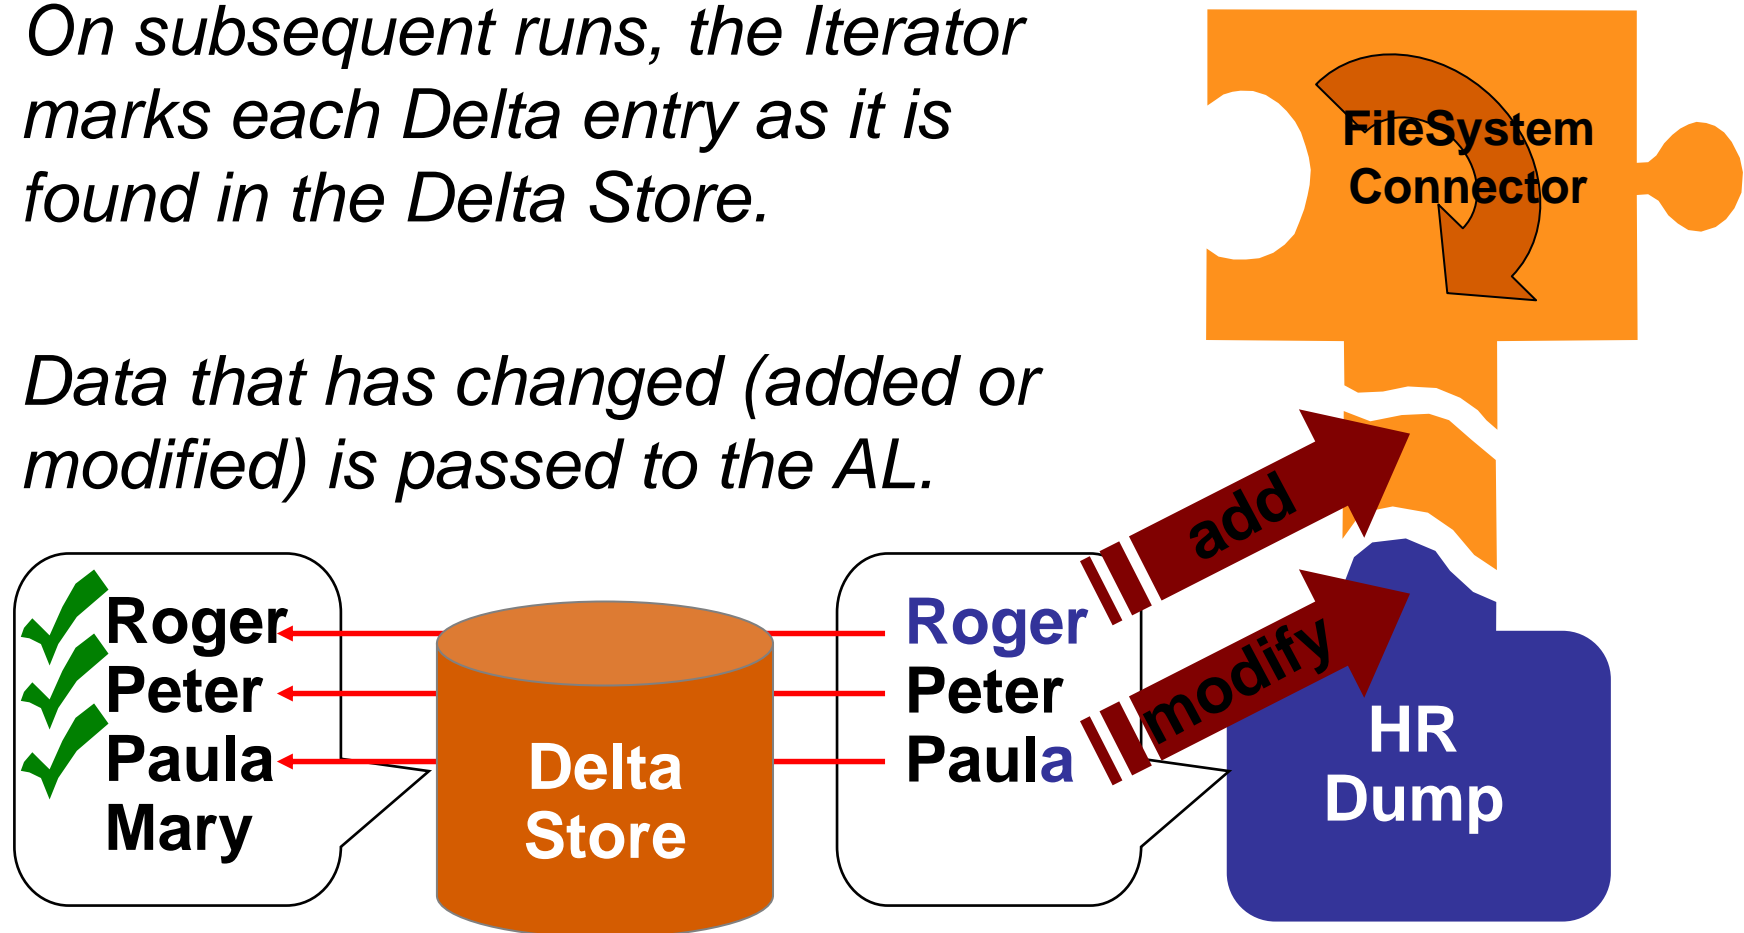 On subsequent runs, the Iterator
marks each Delta entry as it is
found in the Delta Store.
Data that has changed (added or
modified) is passed to the AL.
FileSystem
Connector
add
modify
Roger
Peter
Paula
Mary
Delta
Store
Roger
Peter
Paula
HR
Dump